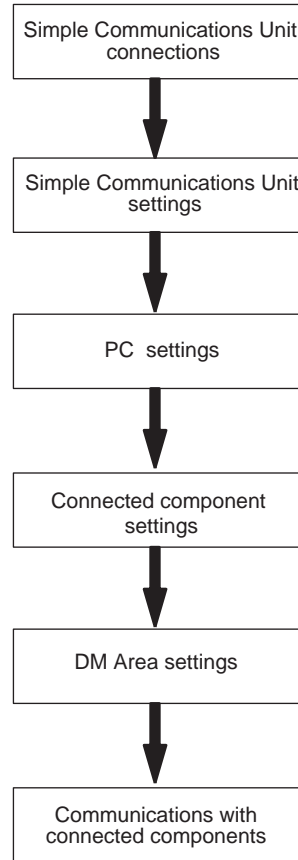 Simple Communications Unit
connections
Simple Communications Unit
settings
PC settings
Connected component
settings
DM Area settings
Communications with
connected components